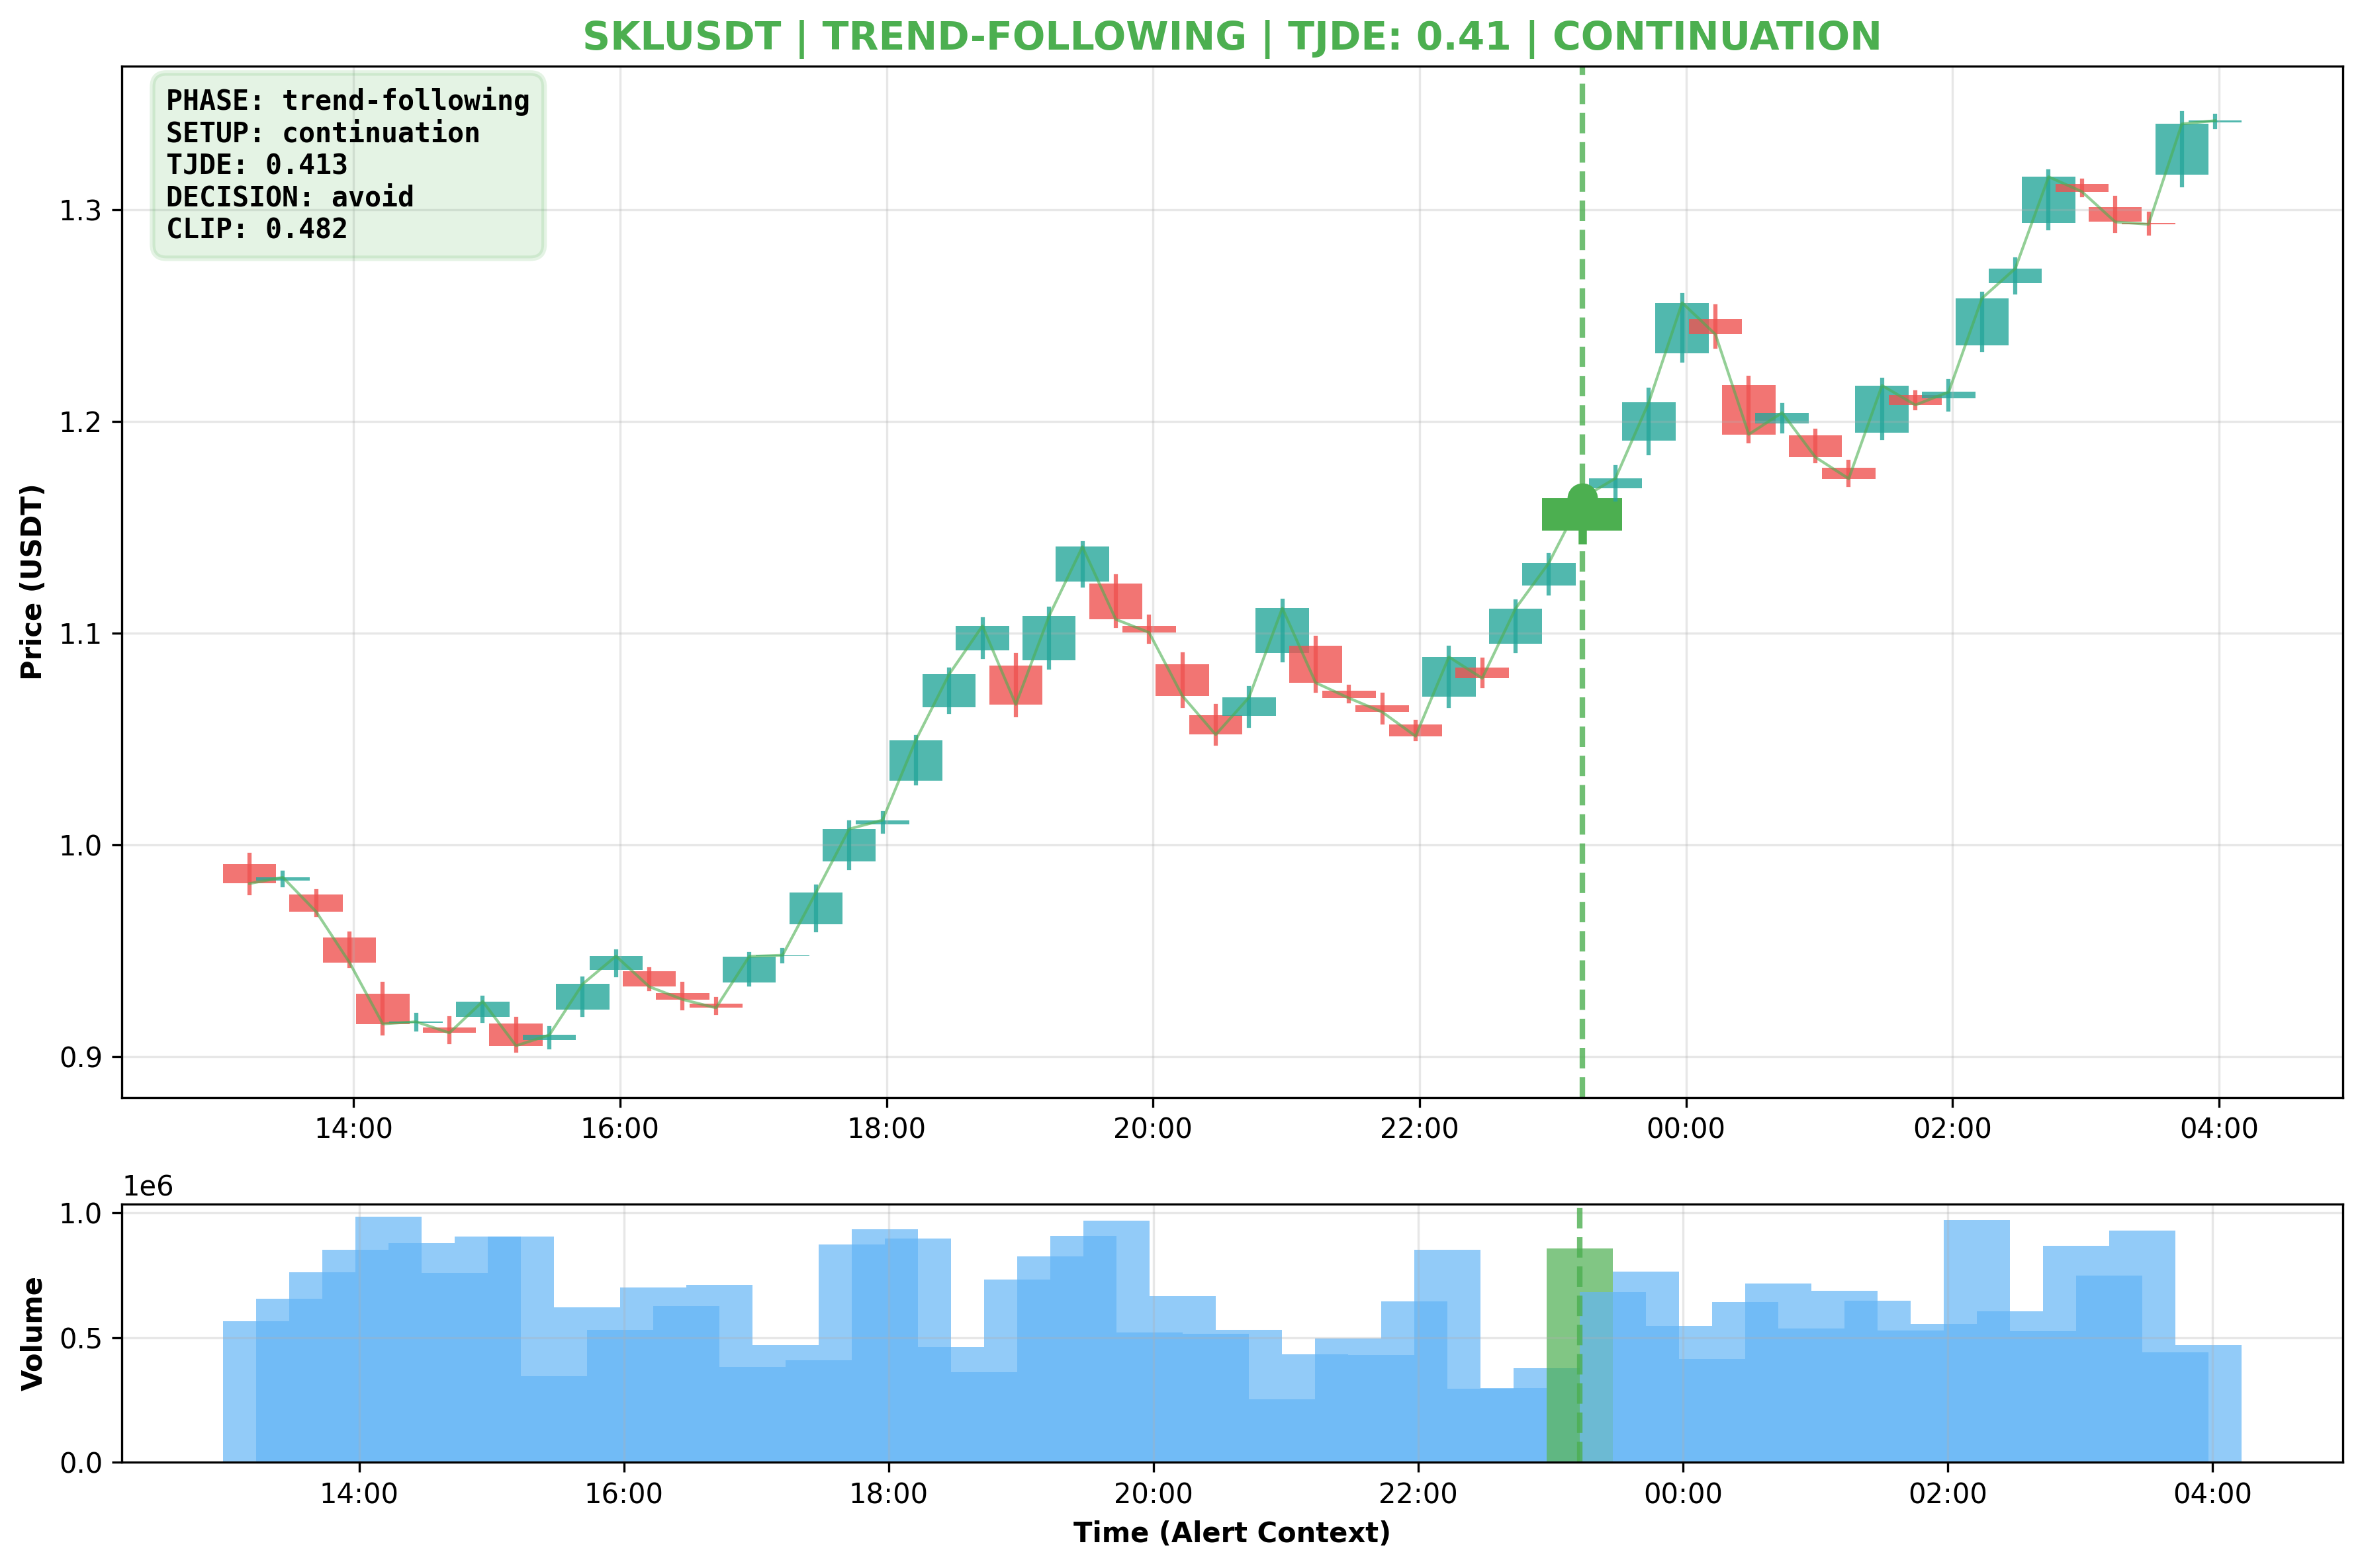 SKLUSDT | TREND-FOLLOWING | TJDE: 0.41 | CONTINUATION
PHASE: trend-following
SETUP: continuation
TJDE: 0.413
DECISION: avoid
CLIP: 0.482
Price (USDT)
1.3
1.2
1.1
1.0
0.9
14:00 16:00 18:00 20:00 22:00 00:00 02:00 04:00
1e6
Volume
1.0
0.5
0.0
14:00 16:00 18:00 20:00 22:00 00:00 02:00 04:00
Time (Alert Context)